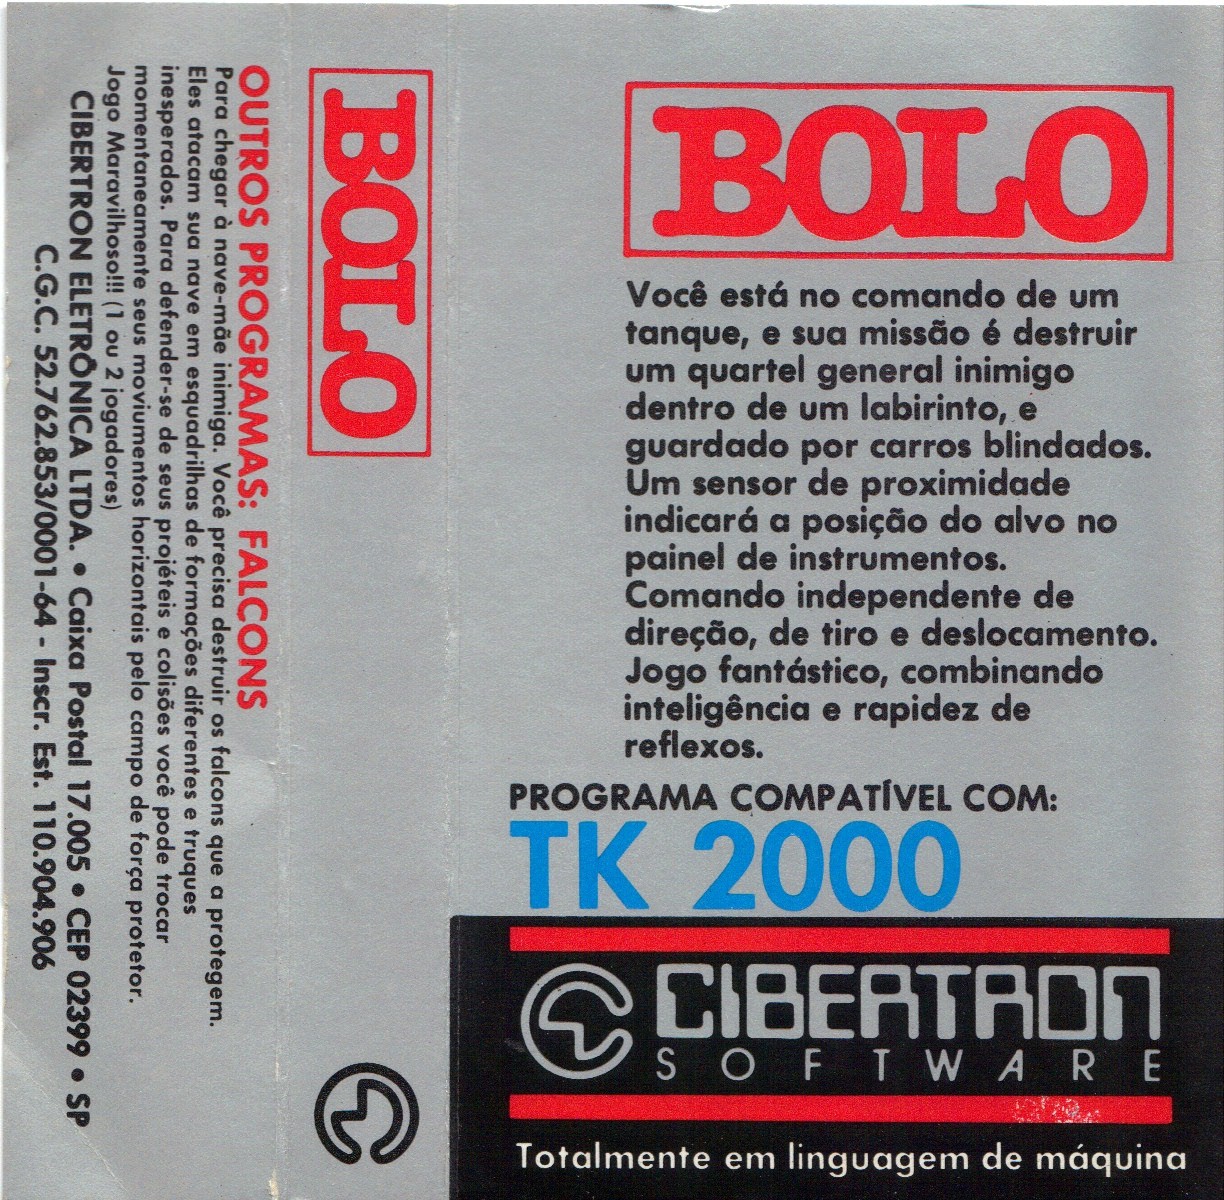 BOLO
Você está no comando de um
tanque, e sua missão é destruir
um quartel general inimigo
dentro de um labirinto, e
guardado por carros blindados.
Um sensor de proximidade
indicará a posição do alvo no
painel de instrumentos.
Comando independente de
direção, de tiro e deslocamento.
Jogo fantástico, combinando
inteligência e rapidez de
reflexos.
PROGRAMA COMPATÍVEL COM:
TK 2000
CIBERTRON
SOFTWARE
Totalmente em linguagem de máquina
BOLO
OUTROS PROGRAMAS: FALCONS
Para chegar à nave-mãe inimiga. Você precisa destruir os falcons que a protegem.
Eles atacam sua nave em esquadrilhas de formações diferentes e truques
inesperados. Para defender-se de seus projéteis e colisões você pode trocar
momentaneamente seus moviumentos horizontais pelo campo de força protetor.
Jogo Maravilhoso!!! (1 ou 2 jogadores)
CIBERTRON ELETRÔNICA LTDA. • Caixa Postal 17.005 • CEP 02399 • SP
C.G.C. 52.762.853/0001-64 - Inscr. Est. 110.904.906